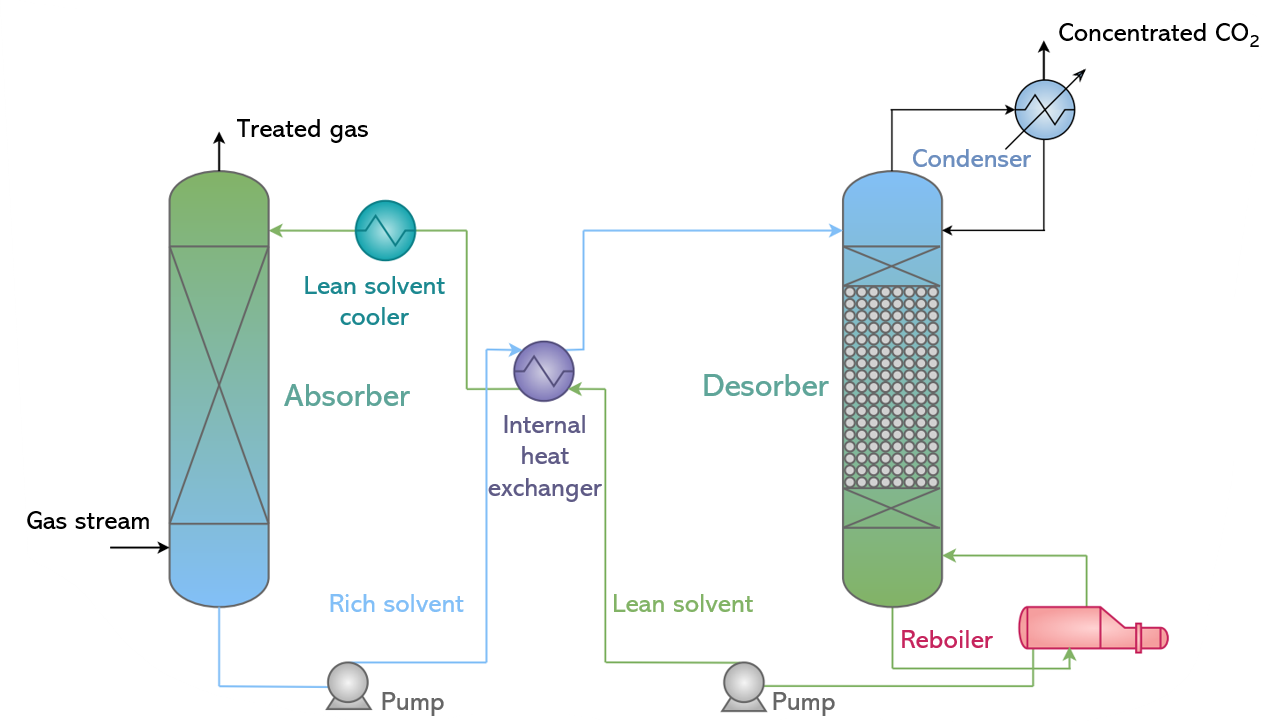 Concentrated CO₂
Treated gas
Condenser
Lean solvent
cooler
Absorber
Desorber
Internal
heat
exchanger
Gas stream
Rich solvent
Lean solvent
Reboiler
Pump
Pump